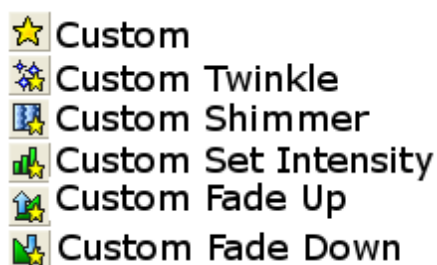 Custom
Custom Twinkle
Custom Shimmer
Custom Set Intensity
Custom Fade Up
Custom Fade Down